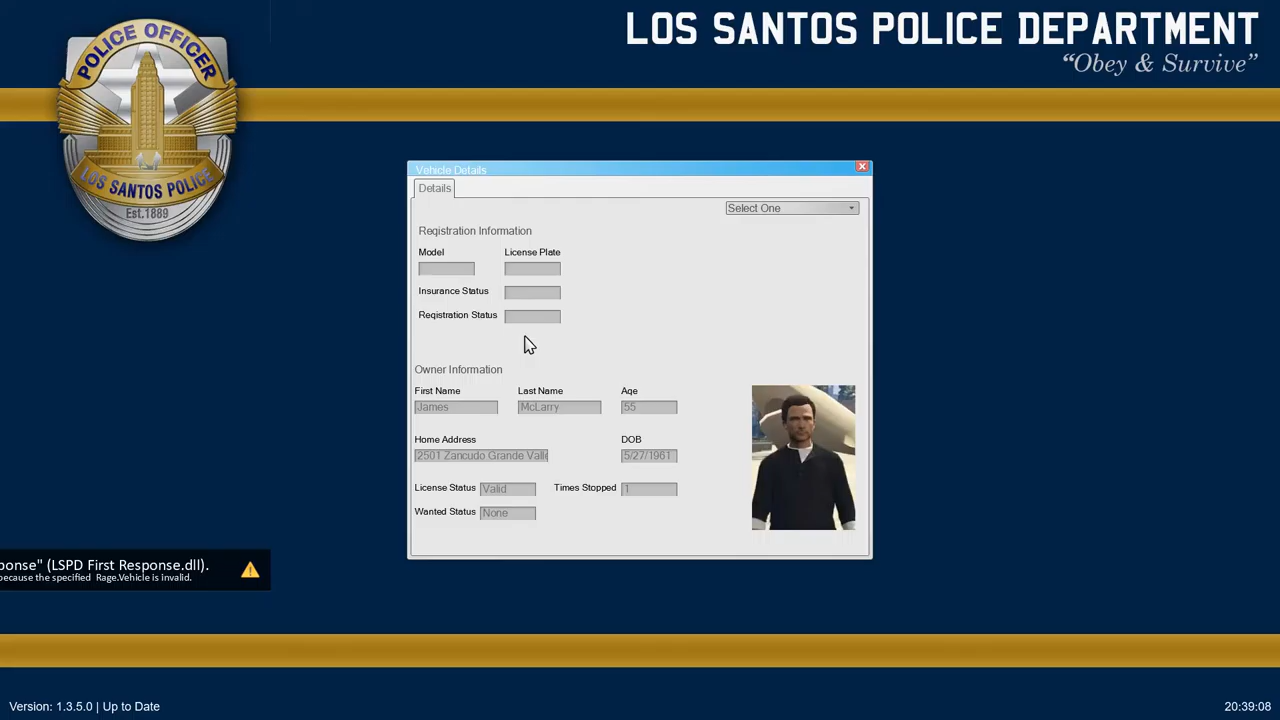 LOS SANTOS POLICE DEPARTMENT
“Obey & Survive”
POLICE OFFICER
LOS SANTOS POLICE
Est.1889
Vehicle Details
Details
Select One
Registration Information
Model License Plate
Insurance Status
Registration Status
Owner Information
First Name Last Name Age
James McLarry 55
Home Address DOB
2501 Zancudo Grande Valle 5/27/1961
License Status Valid Times Stopped 1
Wanted Status None
ponse" (LSPD First Response.dll).
because the specified Rage.Vehicle is invalid.
Version: 1.3.5.0 | Up to Date
20:39:08